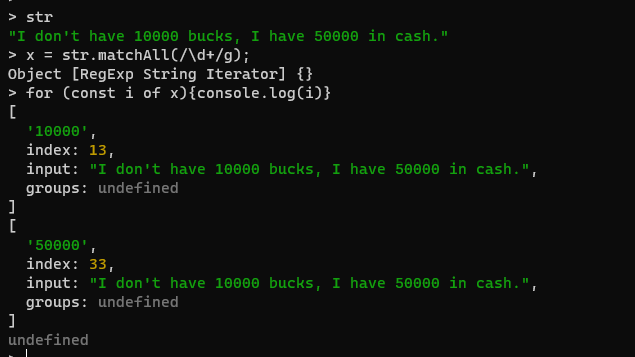 > str
"I don't have 10000 bucks, I have 50000 in cash."
> x = str.matchAll(/\d+/g);
Object [RegExp String Iterator] {}
> for (const i of x){console.log(i)}
[
  '10000',
  index: 13,
  input: "I don't have 10000 bucks, I have 50000 in cash.",
  groups: undefined
]
[
  '50000',
  index: 33,
  input: "I don't have 10000 bucks, I have 50000 in cash.",
  groups: undefined
]
undefined
>